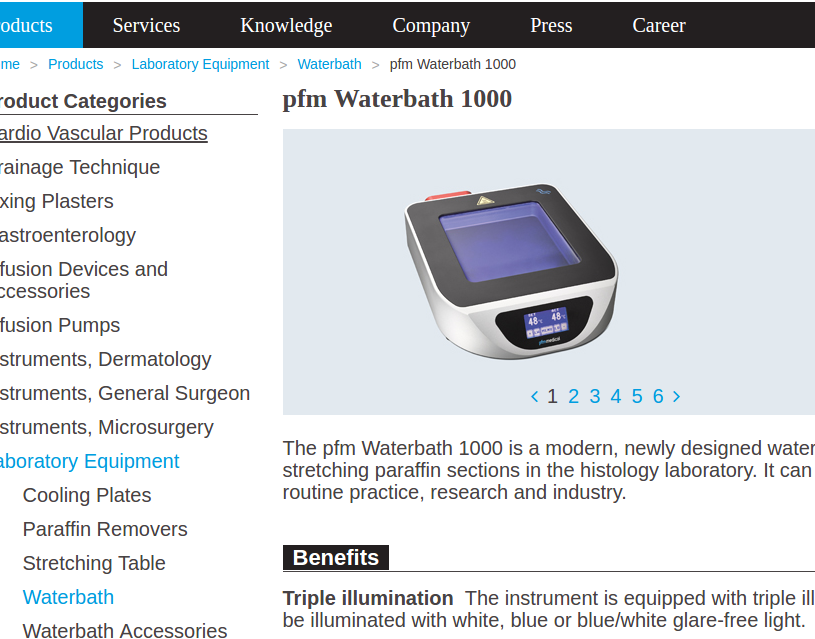 oducts Services Knowledge Company Press Career
me > Products > Laboratory Equipment > Waterbath > pfm Waterbath 1000
roduct Categories
ardio Vascular Products
rainage Technique
xing Plasters
astroenterology
fusion Devices and
ccessories
fusion Pumps
struments, Dermatology
struments, General Surgeon
struments, Microsurgery
aboratory Equipment
Cooling Plates
Paraffin Removers
Stretching Table
Waterbath
Waterbath Accessories
pfm Waterbath 1000
48 48
< 1 2 3 4 5 6 >
The pfm Waterbath 1000 is a modern, newly designed water
stretching paraffin sections in the histology laboratory. It can
routine practice, research and industry.
Benefits
Triple illumination The instrument is equipped with triple ill
be illuminated with white, blue or blue/white glare-free light.